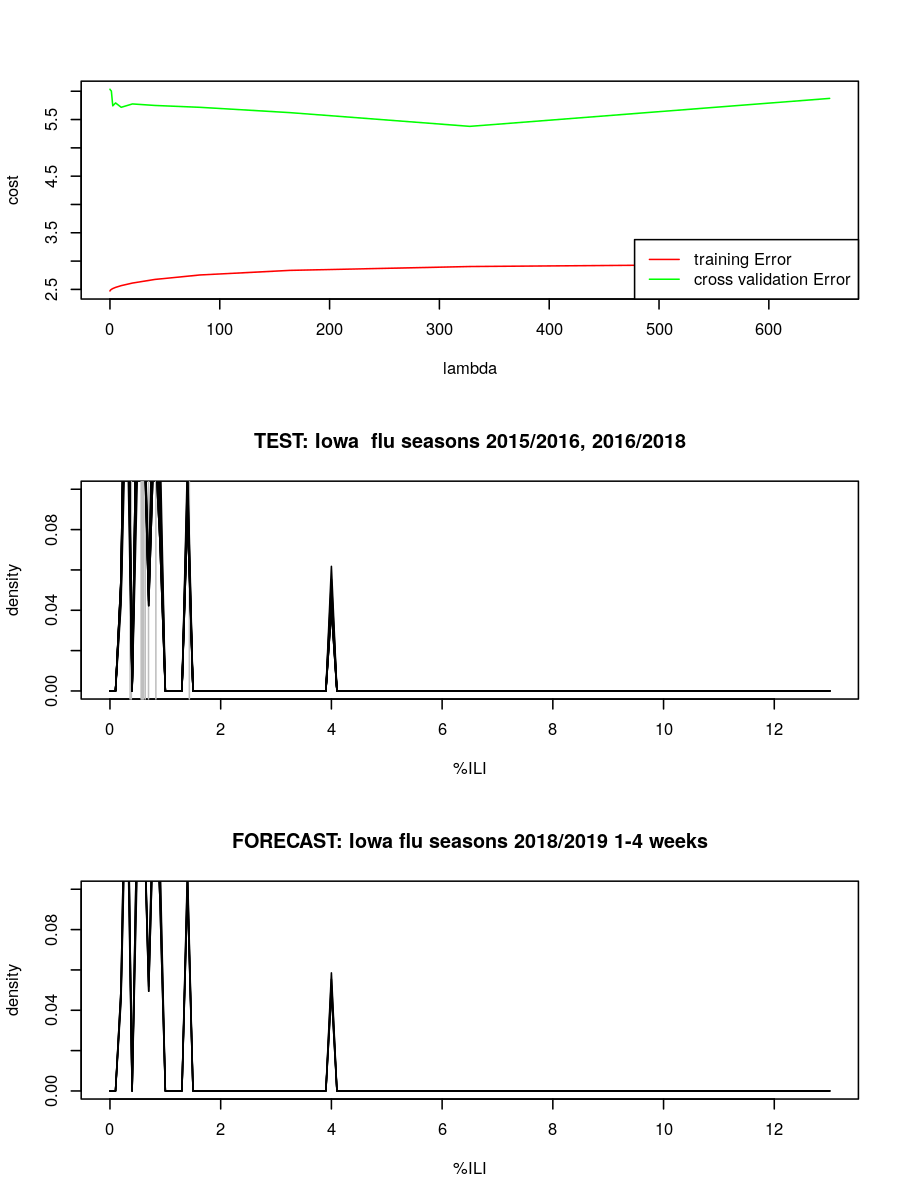 5.5
4.5
3.5
2.5
cost
training Error
cross validation Error
0 100 200 300 400 500 600
lambda
TEST: Iowa  flu seasons 2015/2016, 2016/2018
0.08
0.04
0.00
density
0 2 4 6 8 10 12
%ILI
FORECAST: Iowa flu seasons 2018/2019 1-4 weeks
0.08
0.04
0.00
density
0 2 4 6 8 10 12
%ILI